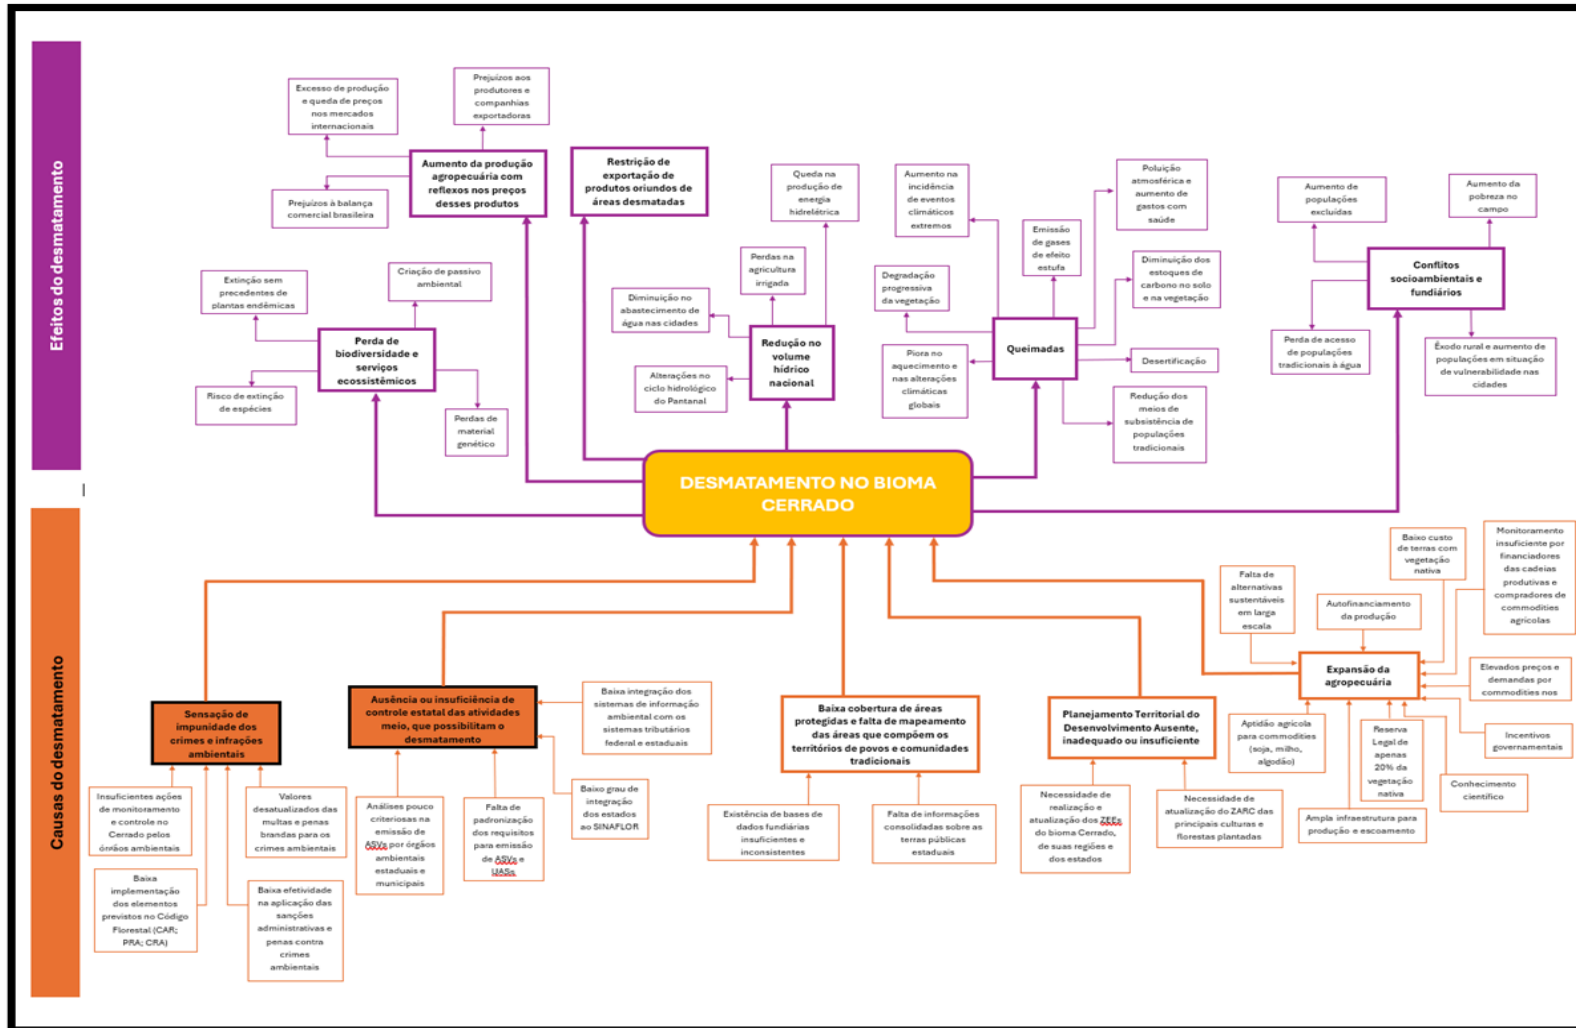 Efeitos do desmatamento
Excesso de produção
e queda de preços
nos mercados
internacionais
Prejuízos aos
produtores e
companhias
exportadoras
Aumento da produção
agropecuária com
reflexos nos preços
desses produtos
Prejuízos à balança
comercial brasileira
Restrição de
exportação de
produtos oriundos de
áreas desmatadas
Extinção sem
precedentes de
plantas endêmicas
Criação de passivo
ambiental
Perda de
biodiversidade e
serviços
ecossistêmicos
Risco de extinção
de espécies
Perdas de
material
genético
Queda na
produção de
energia
hidrelétrica
Perdas na
agricultura
irrigada
Diminuição no
abastecimento de
água nas cidades
Redução no
volume
hídrico
nacional
Alterações no
ciclo hidrológico
do Pantanal
Aumento na
incidência de
eventos
climáticos
extremos
Poluição
atmosférica e
aumento de
gastos com
saúde
Emissão
de gases
de efeito
estufa
Degradação
progressiva
da vegetação
Diminuição dos
estoques de
carbono no solo
e na vegetação
Queimadas
Piora no
aquecimento e
nas alterações
climáticas
globais
Desertificação
Redução dos
meios de
subsistência de
populações
tradicionais
Aumento de
populações
excluídas
Aumento da
pobreza no
campo
Conflitos
socioambientais e
fundiários
Perda de acesso
de populações
tradicionais à água
Êxodo rural e aumento de
populações em situação
de vulnerabilidade nas
cidades
DESMATAMENTO NO BIOMA
CERRADO
Causas do desmatamento
Sensação de
impunidade dos
crimes e infrações
ambientais
Insuficientes ações
de monitoramento
e controle no
Cerrado pelos
órgãos ambientais
Valores
desatualizados das
multas e penas
brandas para os
crimes ambientais
Baixa
implementação
dos elementos
previstos no Código
Florestal (CAR;
PRA; CRA)
Baixa efetividade
na aplicação das
sanções
administrativas e
penas contra
crimes
ambientais
Ausência ou insuficiência de
controle estatal das atividades
meio, que possibilitam o
desmatamento
Baixa integração dos
sistemas de informação
ambiental com os
sistemas tributários
federal e estaduais
Análises pouco
criteriosas na
emissão de
ASVs por órgãos
ambientais
estaduais e
municipais
Falta de
padronização
dos requisitos
para emissão
de ASVs e
UASs
Baixo grau de
integração
dos estados
ao SINAFLOR
Baixa cobertura de áreas
protegidas e falta de mapeamento
das áreas que compõem os
territórios de povos e comunidades
tradicionais
Existência de bases de
dados fundiárias
insuficientes e
inconsistentes
Falta de informações
consolidadas sobre as
terras públicas
estaduais
Planejamento Territorial do
Desenvolvimento Ausente,
inadequado ou insuficiente
Necessidade de
realização e
atualização dos ZEEs
do bioma Cerrado,
de suas regiões e
dos estados
Necessidade de
atualização do ZARC das
principais culturas e
florestas plantadas
Falta de
alternativas
sustentáveis
em larga
escala
Autofinanciamento
da produção
Baixo custo
de terras com
vegetação
nativa
Monitoramento
insuficiente por
financiadores
das cadeias
produtivas e
compradores de
commodities
agrícolas
Expansão da
agropecuária
Elevados preços e
demandas por
commodities nos
Aptidão agrícola
para commodities
(soja, milho,
algodão)
Reserva
Legal de
apenas
20% da
vegetação
nativa
Incentivos
governamentais
Conhecimento
científico
Ampla infraestrutura para
produção e escoamento